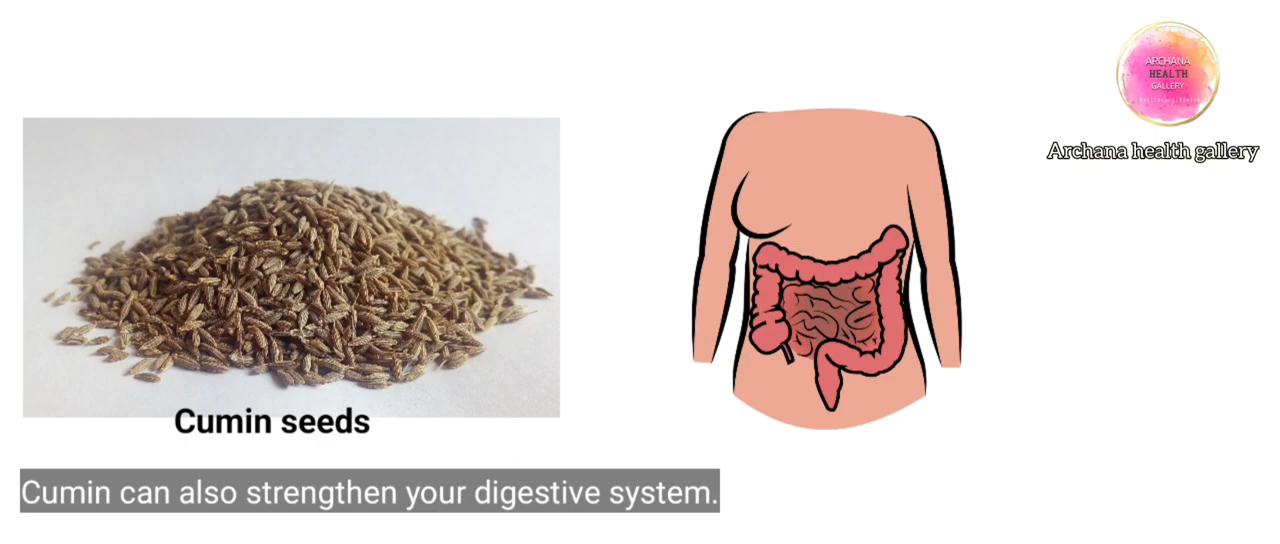 ARCHANA
HEALTH
GALLERY
Archana health gallery
Cumin seeds
Cumin can also strengthen your digestive system.